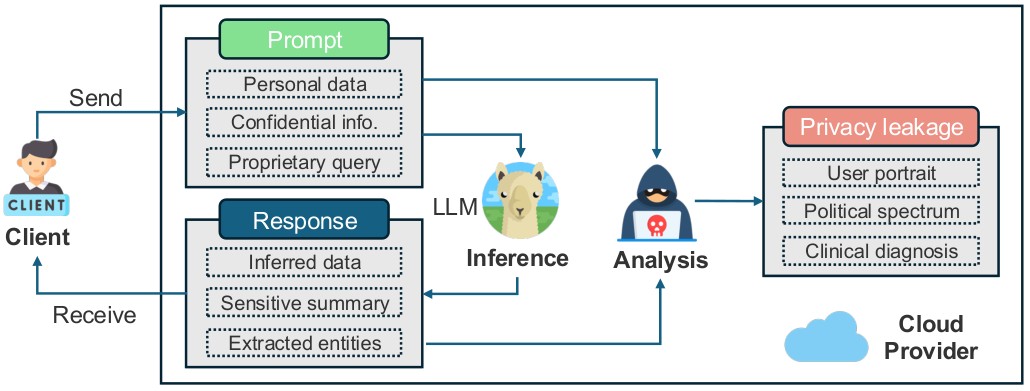 Prompt
Personal data
Confidential info.
Proprietary query
Send
CLIENT
Client
Receive
Response
Inferred data
Sensitive summary
Extracted entities
LLM
Inference
Analysis
Privacy leakage
User portrait
Political spectrum
Clinical diagnosis
Cloud
Provider